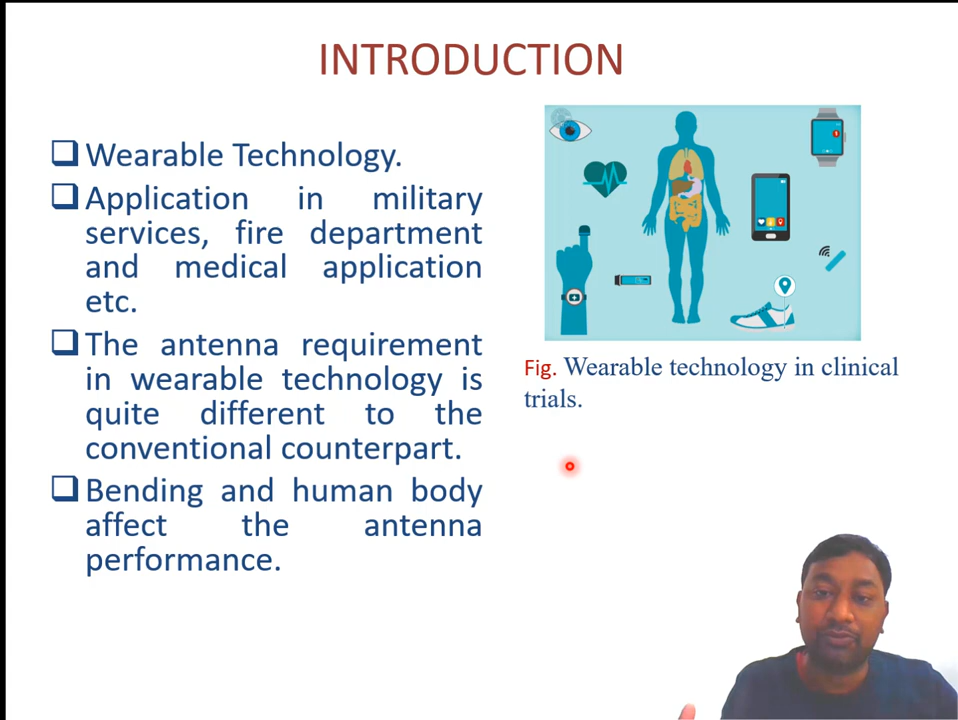 INTRODUCTION
❑ Wearable Technology.
❑ Application in military
services, fire department
and medical application
etc.
❑ The antenna requirement
in wearable technology is
quite different to the
conventional counterpart.
❑ Bending and human body
affect the antenna
performance.
Fig. Wearable technology in clinical
trials.